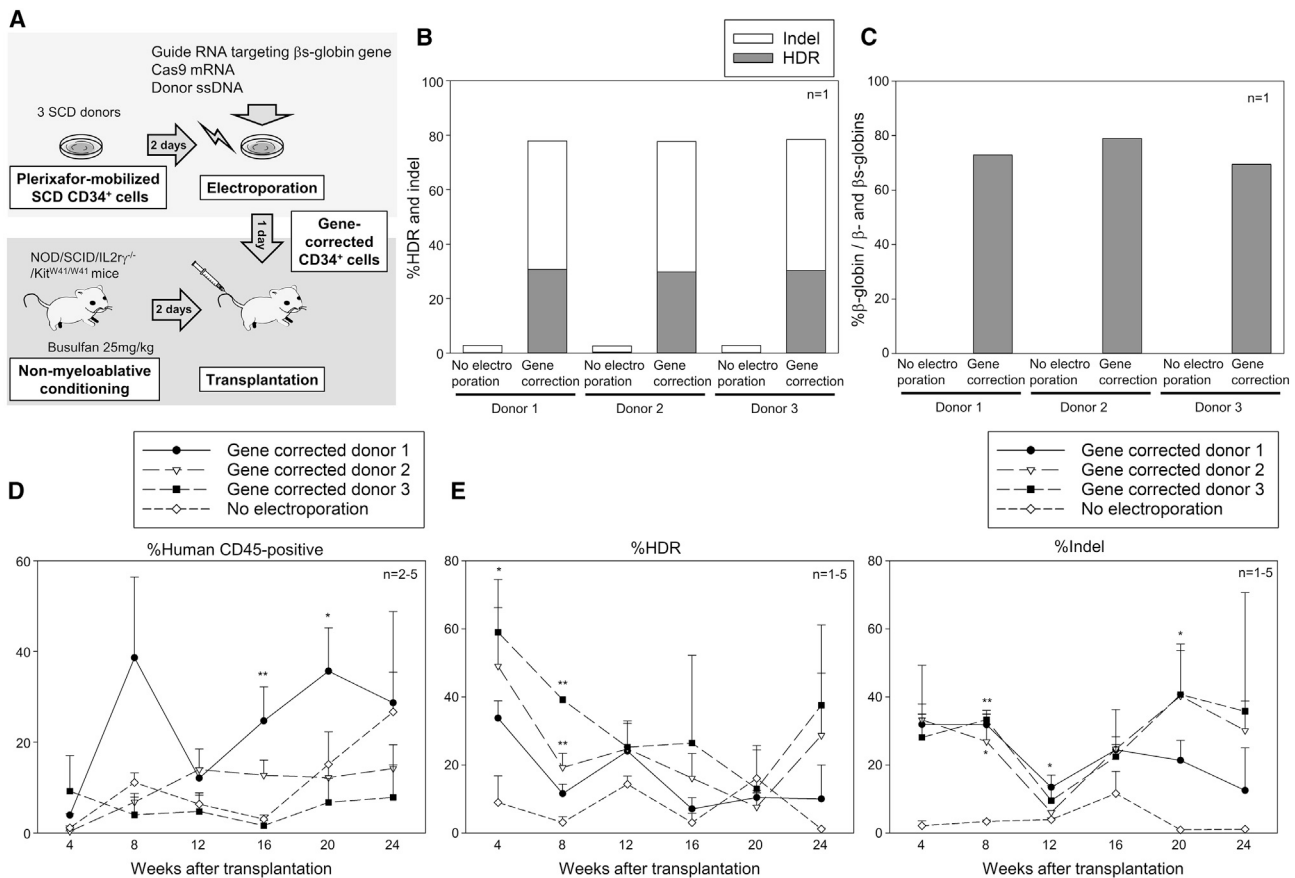 A
Guide RNA targeting βs-globin gene
Cas9 mRNA
Donor ssDNA
3 SCD donors
2 days
Plerixafor-mobilized
SCD CD34⁺ cells
Electroporation
1 day
Gene-
corrected
CD34⁺ cells
NOD/SCID/IL2rγ⁻/⁻
/Kitᵂ⁴¹/ᵂ⁴¹ mice
2 days
Busulfan 25mg/kg
Non-myeloablative
conditioning
Transplantation
B
Indel
HDR
n=1
%HDR and indel
100
80
60
40
20
0
No electro
poration
Gene
correction
No electro
poration
Gene
correction
No electro
poration
Gene
correction
Donor 1
Donor 2
Donor 3
C
n=1
%β-globin / β- and βs-globins
100
80
60
40
20
0
No electro
poration
Gene
correction
No electro
poration
Gene
correction
No electro
poration
Gene
correction
Donor 1
Donor 2
Donor 3
D
Gene corrected donor 1
Gene corrected donor 2
Gene corrected donor 3
No electroporation
%Human CD45-positive
n=2-5
60
40
20
0
**
*
4 8 12 16 20 24
Weeks after transplantation
E
%HDR
n=1-5
80
60
40
20
0
*
**
**
4 8 12 16 20 24
Weeks after transplantation
Gene corrected donor 1
Gene corrected donor 2
Gene corrected donor 3
No electroporation
%Indel
n=1-5
80
60
40
20
0
**
*
*
*
4 8 12 16 20 24
Weeks after transplantation